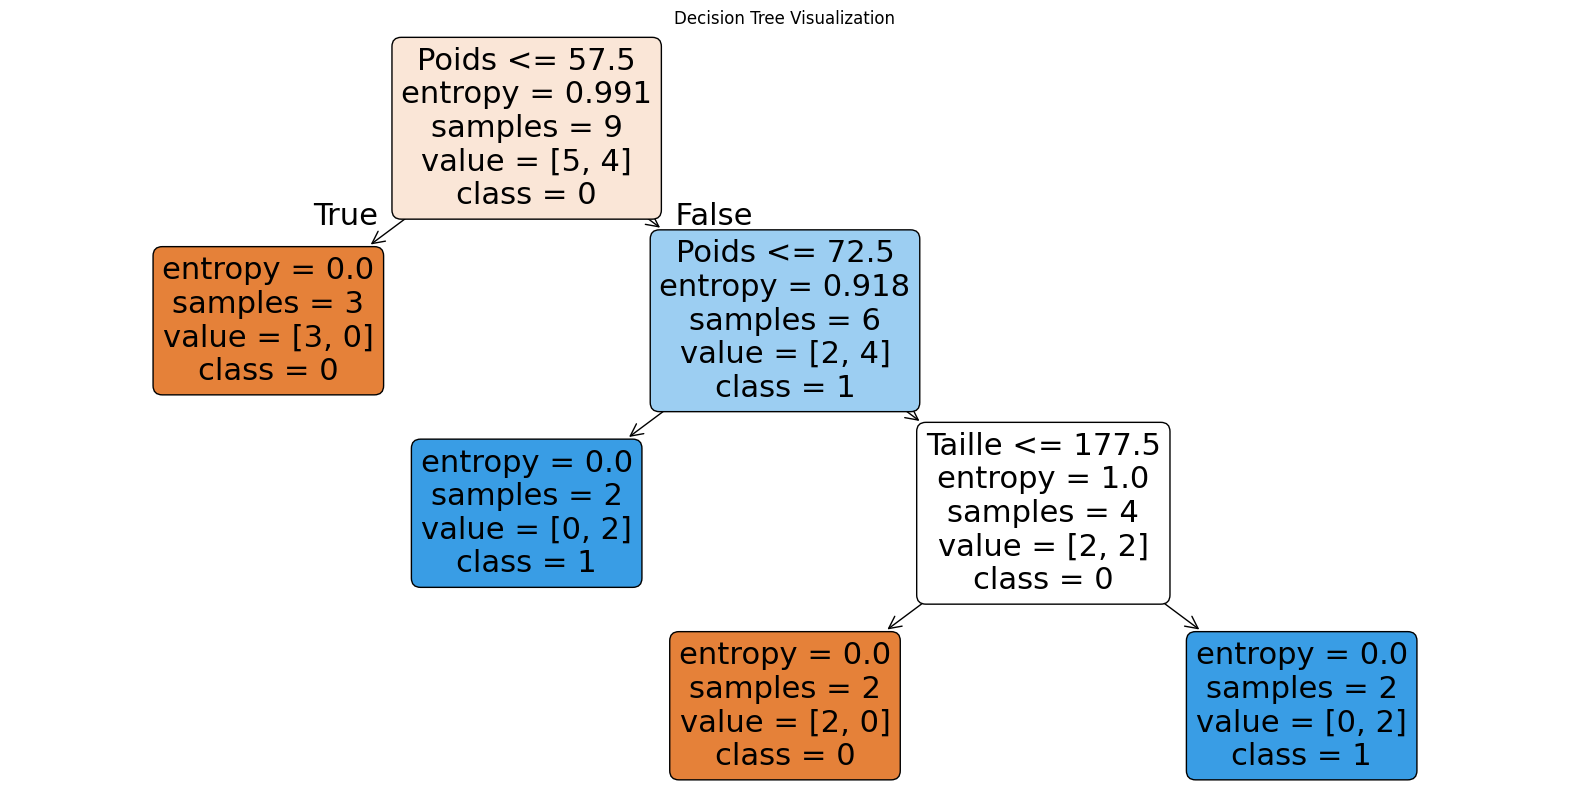 Decision Tree Visualization
Poids <= 57.5
entropy = 0.991
samples = 9
value = [5, 4]
class = 0
True
False
entropy = 0.0
samples = 3
value = [3, 0]
class = 0
Poids <= 72.5
entropy = 0.918
samples = 6
value = [2, 4]
class = 1
entropy = 0.0
samples = 2
value = [0, 2]
class = 1
Taille <= 177.5
entropy = 1.0
samples = 4
value = [2, 2]
class = 0
entropy = 0.0
samples = 2
value = [2, 0]
class = 0
entropy = 0.0
samples = 2
value = [0, 2]
class = 1